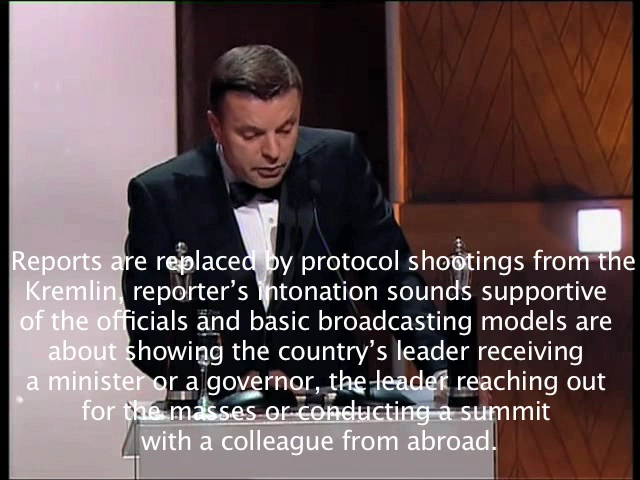 Reports are replaced by protocol shootings from the
Kremlin, reporter's intonation sounds supportive
of the officials and basic broadcasting models are
about showing the country's leader receiving
a minister or a governor, the leader reaching out
for the masses or conducting a summit
with a colleague from abroad.